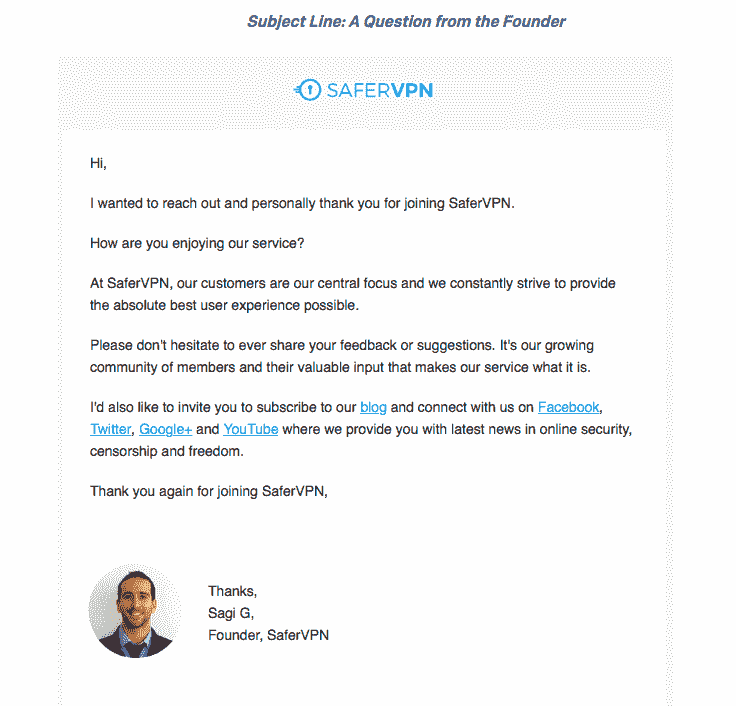 Subject Line: A Question from the Founder
SAFERVPN
Hi,
I wanted to reach out and personally thank you for joining SaferVPN.
How are you enjoying our service?
At SaferVPN, our customers are our central focus and we constantly strive to provide
the absolute best user experience possible.
Please don't hesitate to ever share your feedback or suggestions. It's our growing
community of members and their valuable input that makes our service what it is.
I'd also like to invite you to subscribe to our blog and connect with us on Facebook,
Twitter, Google+ and YouTube where we provide you with latest news in online security,
censorship and freedom.
Thank you again for joining SaferVPN,
Thanks,
Sagi G,
Founder, SaferVPN